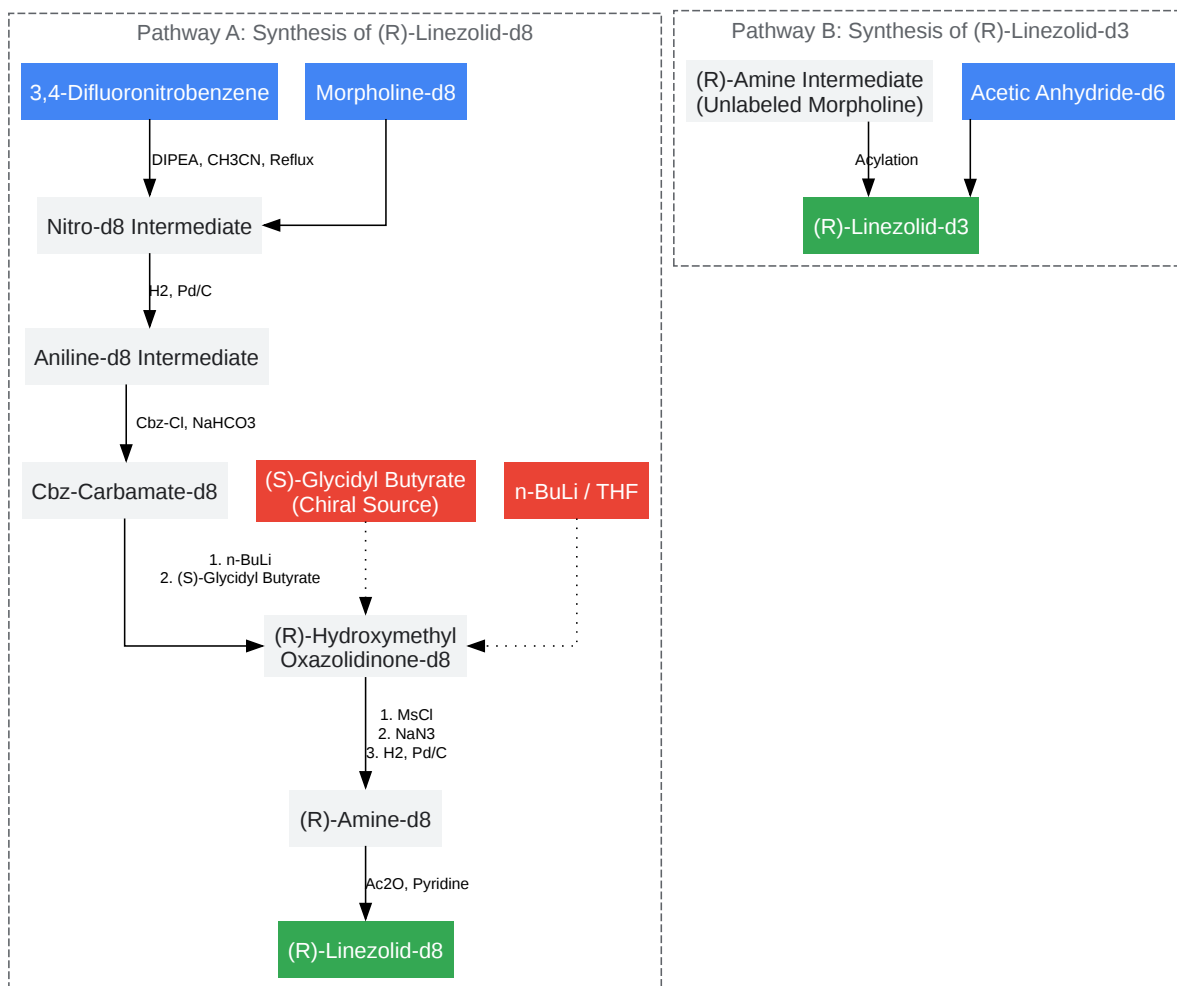 Pathway A: Synthesis of (R)-Linezolid-d8
3,4-Difluoronitrobenzene
Morpholine-d8
DIPEA, CH3CN, Reflux
Nitro-d8 Intermediate
H2, Pd/C
Aniline-d8 Intermediate
Cbz-Cl, NaHCO3
Cbz-Carbamate-d8
(S)-Glycidyl Butyrate
(Chiral Source)
n-BuLi / THF
1. n-BuLi
2. (S)-Glycidyl Butyrate
(R)-Hydroxymethyl
Oxazolidinone-d8
1. MsCl
2. NaN3
3. H2, Pd/C
(R)-Amine-d8
Ac2O, Pyridine
(R)-Linezolid-d8
Pathway B: Synthesis of (R)-Linezolid-d3
(R)-Amine Intermediate
(Unlabeled Morpholine)
Acetic Anhydride-d6
Acylation
(R)-Linezolid-d3